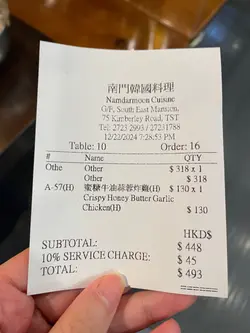 南門韓國料理
Namdaemoon Cuisine
G/F, South East Mansion,
75 Kimberley Road, TST
Tel: 2723 2993 / 27231788
12/22/2024 7:28:53 PM
Table: 10 Order: 16
# Name QTY
Othe Other $ 318 x 1
Other $ 318
A-57(H) 蜜糖牛油蒜蓉炸雞(H) $ 130 x 1
Crispy Honey Butter Garlic
Chicken(H) $ 130
HKD$
SUBTOTAL: $ 448
10% SERVICE CHARGE: $ 45
TOTAL: $ 493